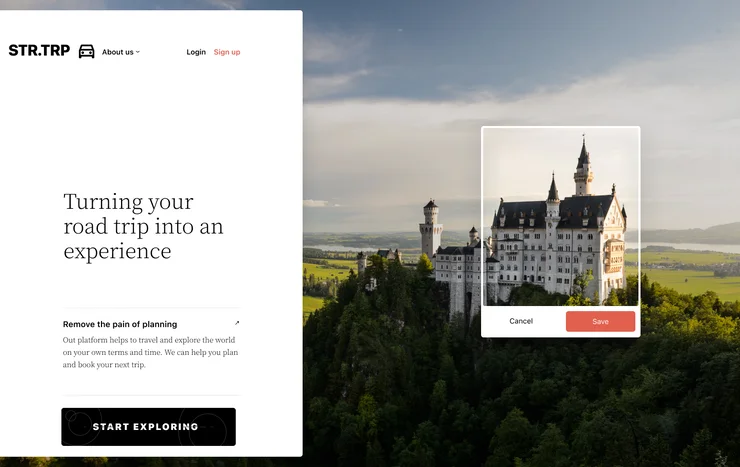 STR.TRP About us Login Sign up
Turning your
road trip into an
experience
Remove the pain of planning
Out platform helps to travel and explore the world
on your own terms and time. We can help you plan
and book your next trip.
START EXPLORING
Cancel Save